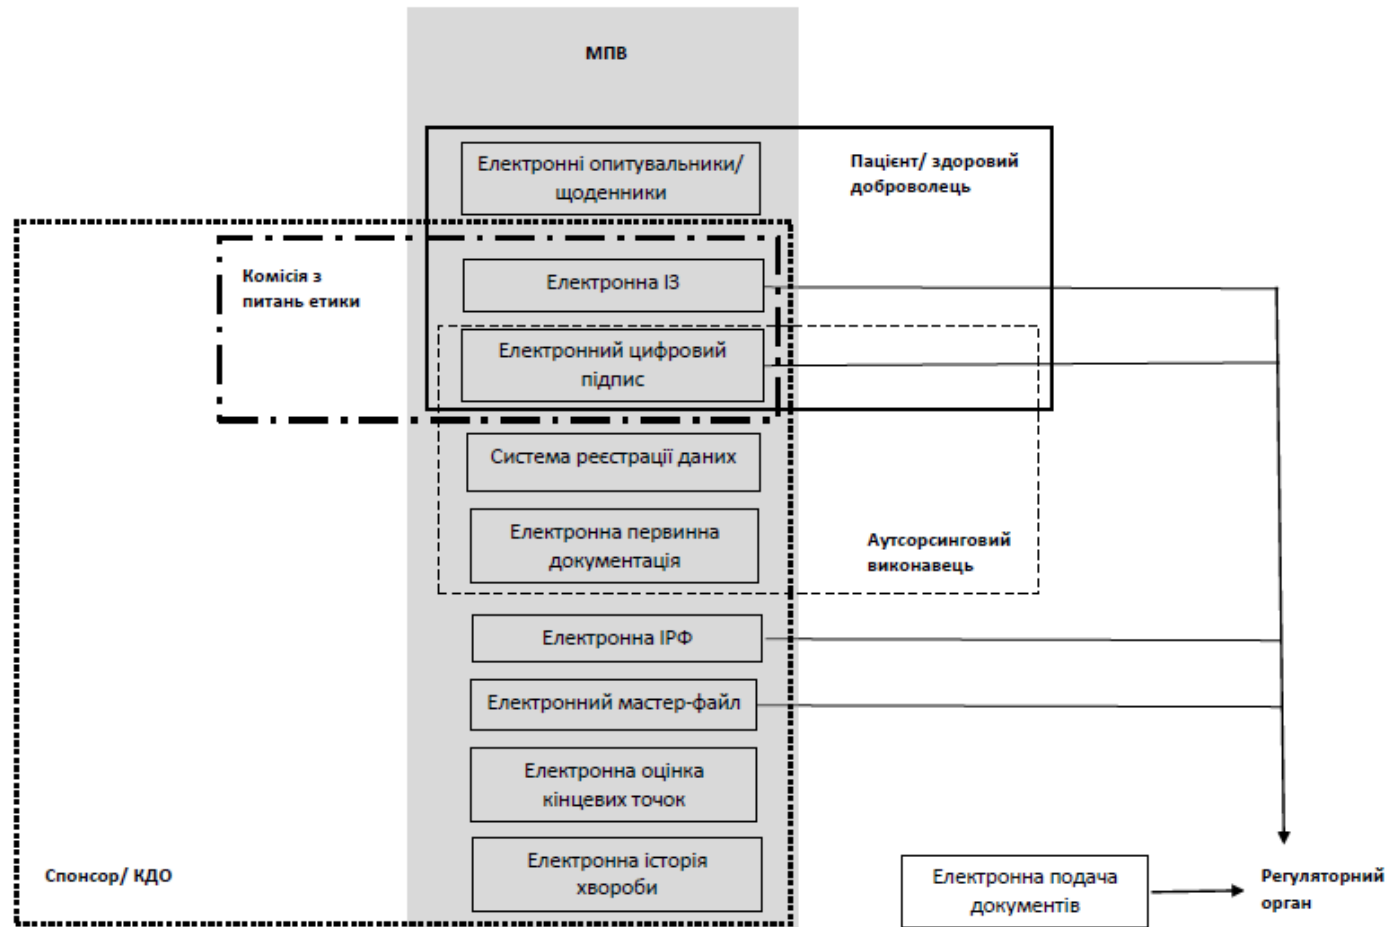 МПВ
Електронні опитувальники/
щоденники
Пацієнт/ здоровий
доброволець
Комісія з
питань етики
Електронна ІЗ
Електронний цифровий
підпис
Система реєстрації даних
Електронна первинна
документація
Аутсорсинговий
виконавець
Електронна ІРФ
Електронний мастер-файл
Електронна оцінка
кінцевих точок
Електронна історія
хвороби
Спонсор/ КДО
Електронна подача
документів
Регуляторний
орган